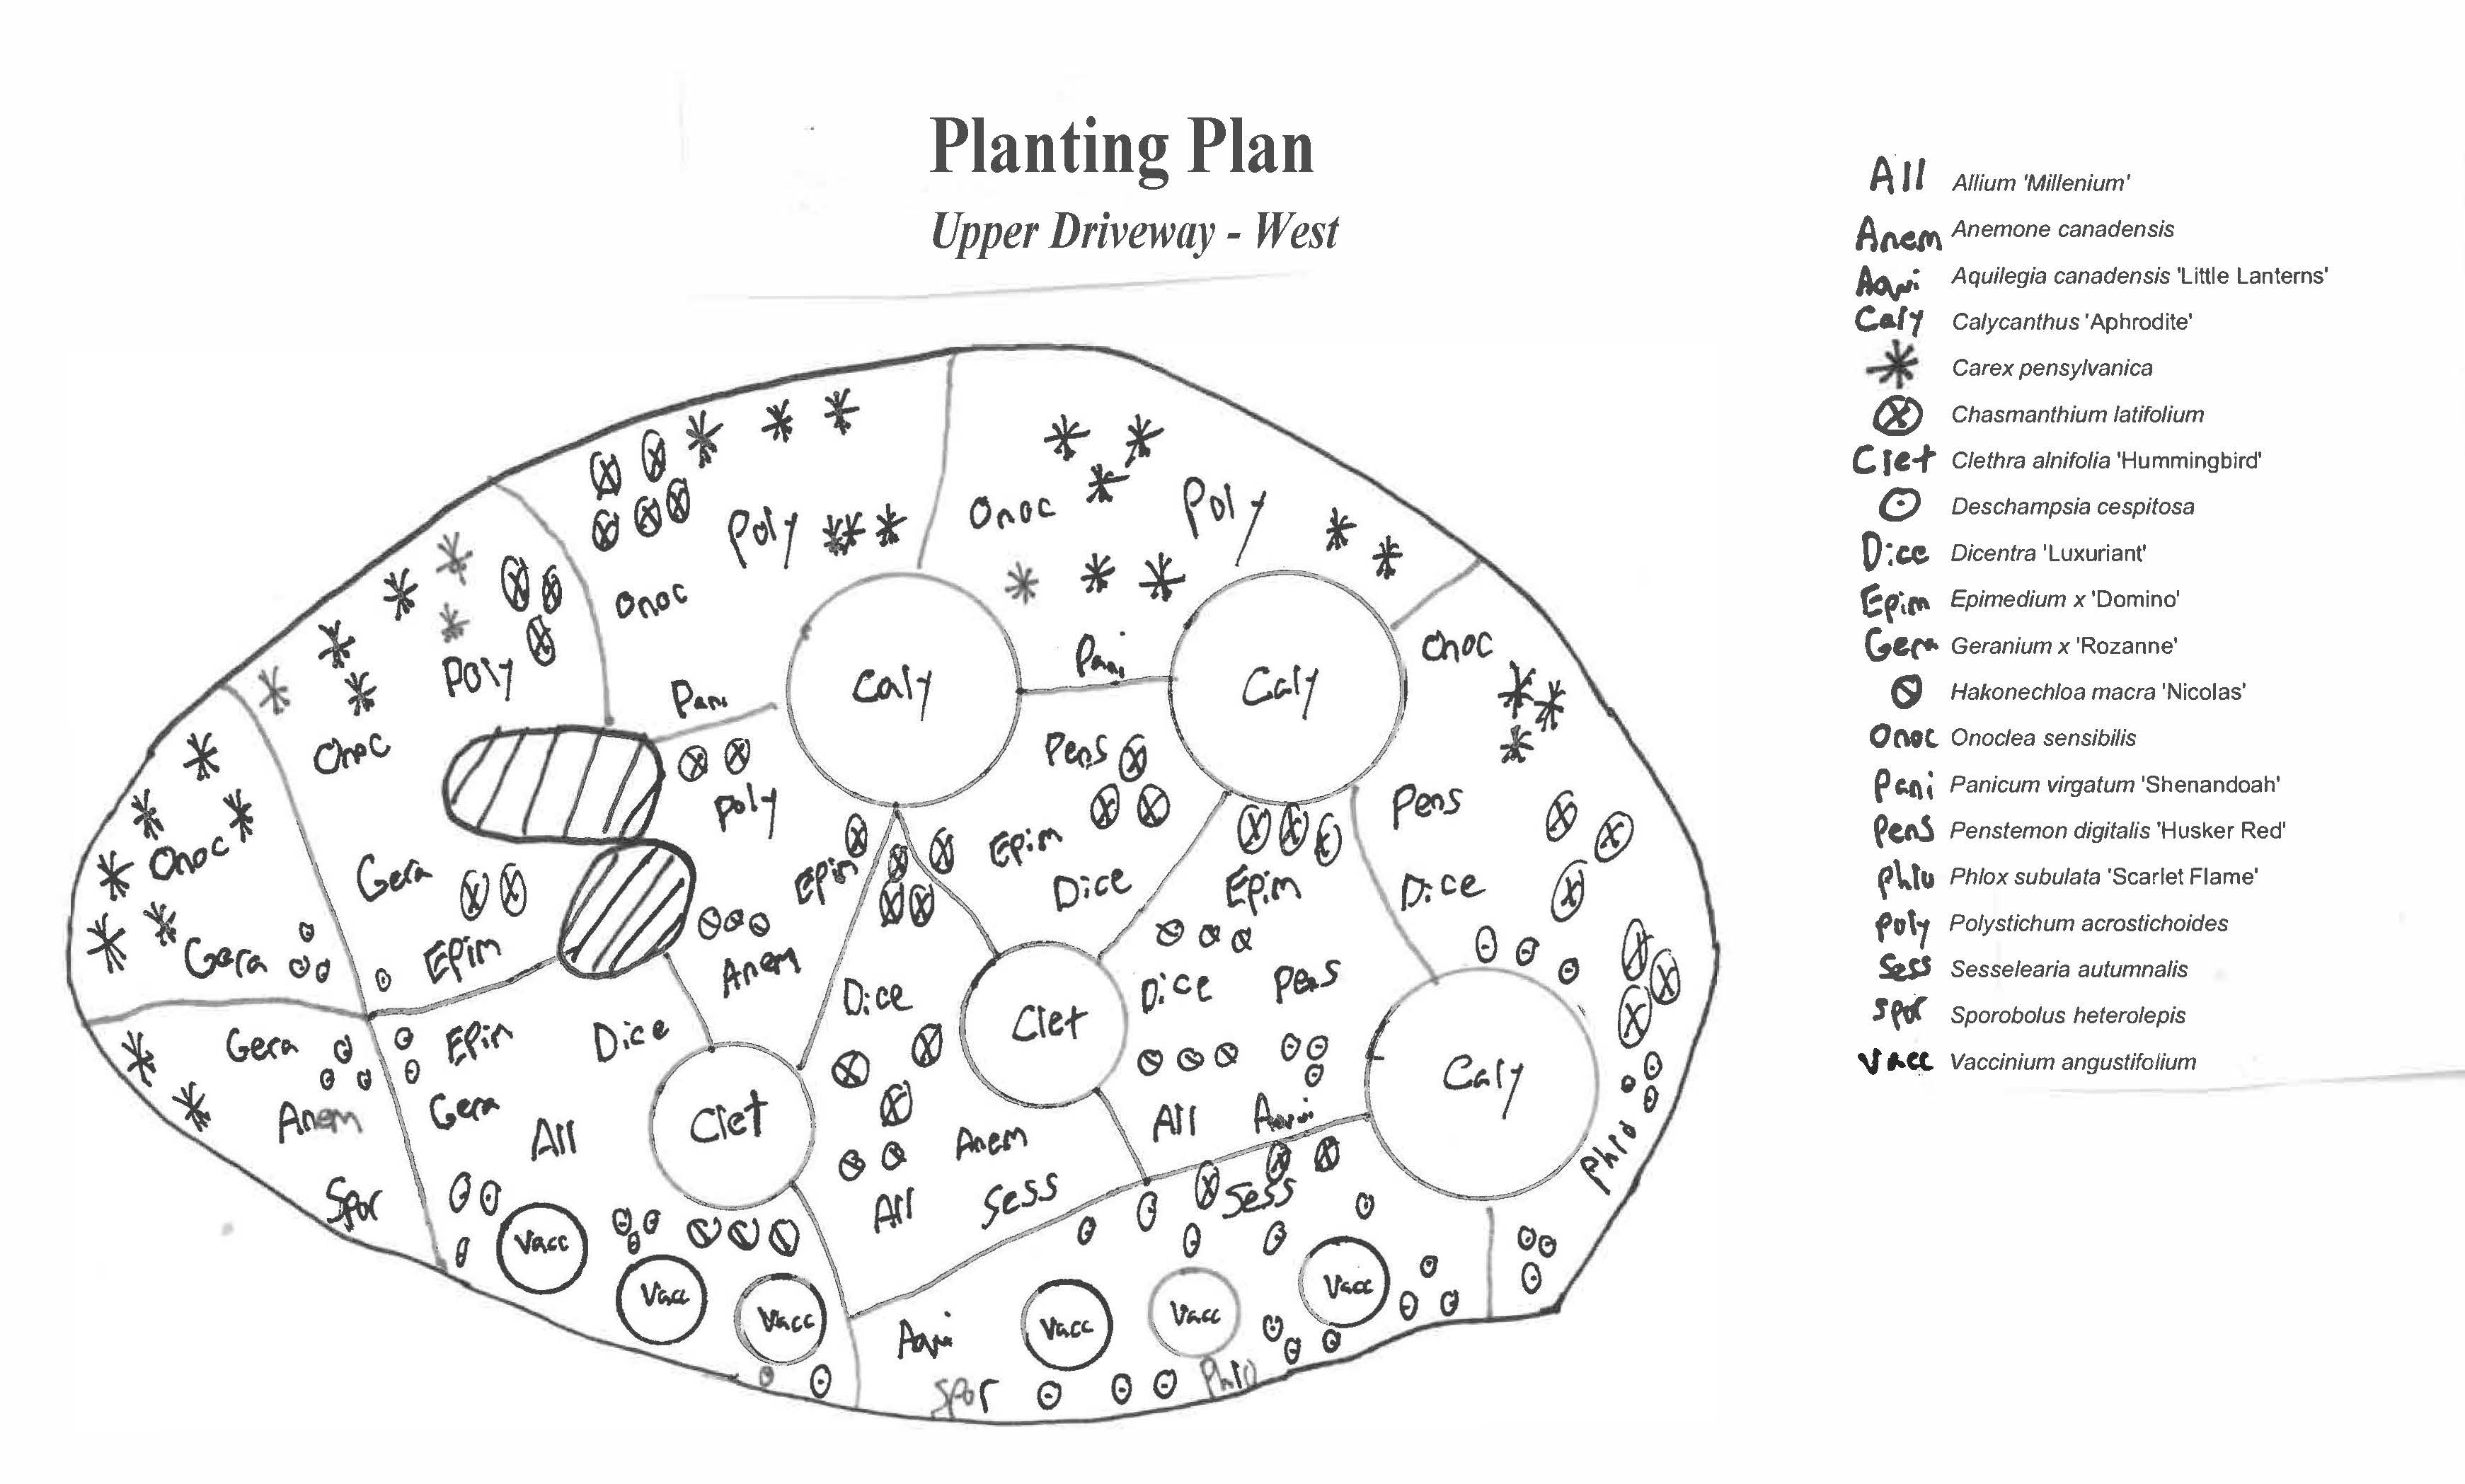 Planting Plan
Upper Driveway - West
All Allium 'Millenium'
Anem Anemone canadensis
Aqui Aquilegia canadensis 'Little Lanterns'
Caly Calycanthus 'Aphrodite'
Carex pensylvanica
Chasmanthium latifolium
Clet Clethra alnifolia 'Hummingbird'
Deschampsia cespitosa
Dice Dicentra 'Luxuriant'
Epim Epimedium x 'Domino'
Gera Geranium x 'Rozanne'
Hakonechloa macra 'Nicolas'
Onoc Onoclea sensibilis
Pani Panicum virgatum 'Shenandoah'
Pens Penstemon digitalis 'Husker Red'
Phlo Phlox subulata 'Scarlet Flame'
Poly Polystichum acrostichoides
Sess Sesselearia autumnalis
Spor Sporobolus heterolepis
Vacc Vaccinium angustifolium
Onoc Poly
Poly
Onoc
Pani
Onoc
Poly
Pani
Caly
Caly
Onoc
Pens
Poly
Pens
Onoc
Gera
Epim
Epim
Dice
Epim
Dice
Gera
Epim
Anem
Dice
Dice
Pens
Gera
Epim
Dice
Clet
Caly
Anem
Gera
All
Clet
Anem
All
Aqui
Phlo
Spor
All
Sess
Sess
Vacc
Vacc
Vacc
Aqui
Vacc
Vacc
Vacc
Spor
Phlo